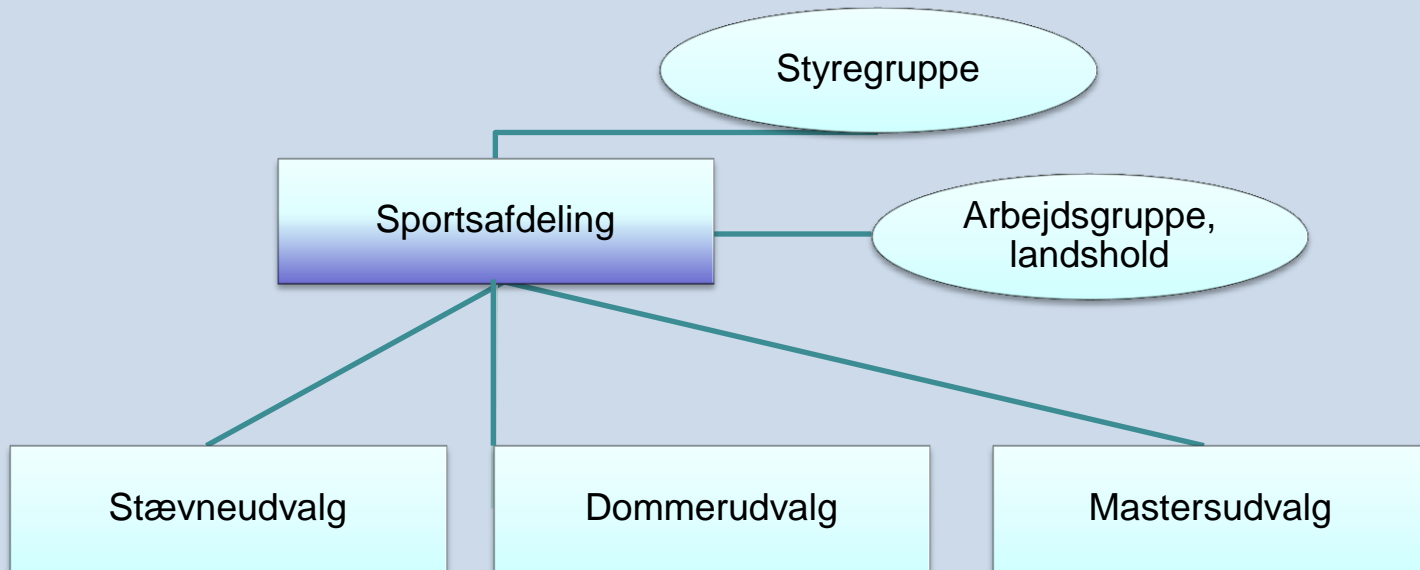 Styregruppe
Sportsafdeling
Arbejdsgruppe,
landshold
Stævneudvalg
Dommerudvalg
Mastersudvalg